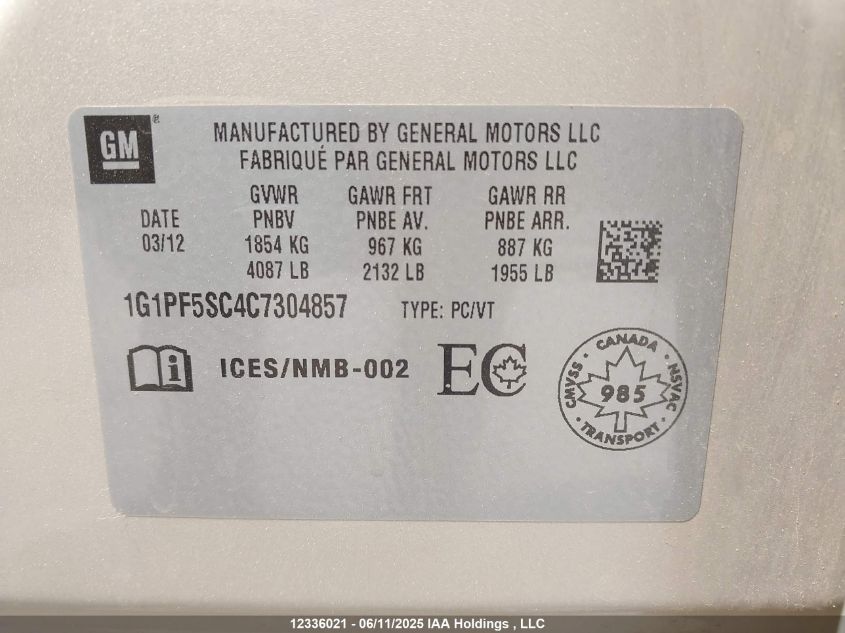 GM®
MANUFACTURED BY GENERAL MOTORS LLC
FABRIQUÉ PAR GENERAL MOTORS LLC
GVWR GAWR FRT GAWR RR
DATE PNBV PNBE AV. PNBE ARR.
03/12 1854 KG 967 KG 887 KG
4087 LB 2132 LB 1955 LB
1G1PF5SC4C7304857 TYPE: PC/VT
i ICES/NMB-002 EC
CANADA
CMVSS 985 NSVAC
TRANSPORT
12336021 - 06/11/2025 IAA Holdings , LLC